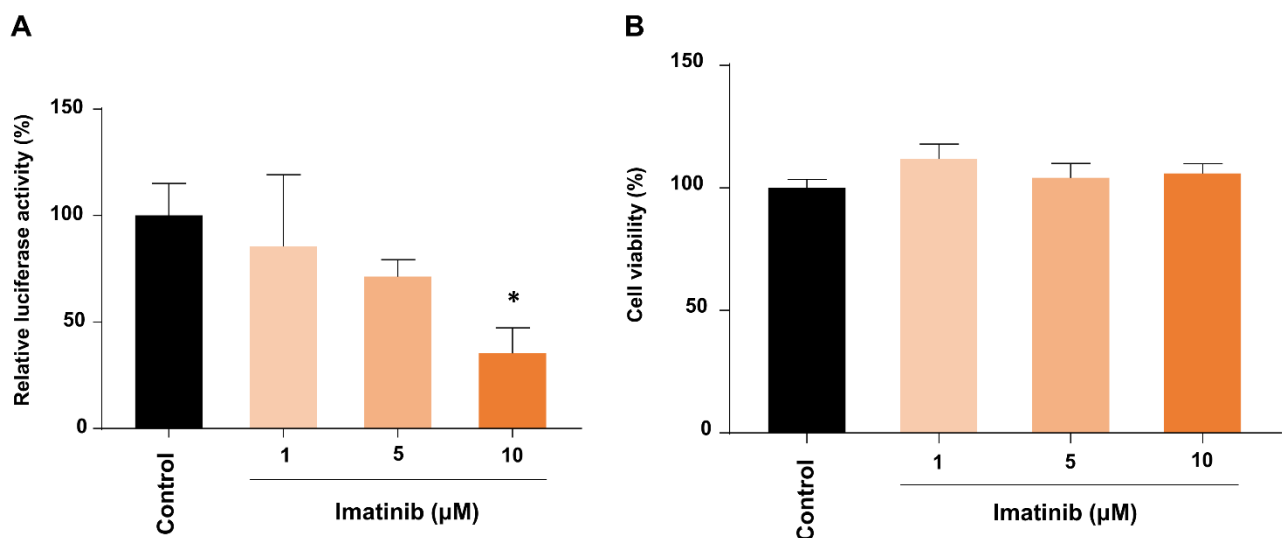 A
Relative luciferase activity (%)
150
100
50
0
*
Control
1
5
10
Imatinib (µM)
B
Cell viability (%)
150
100
50
0
Control
1
5
10
Imatinib (µM)